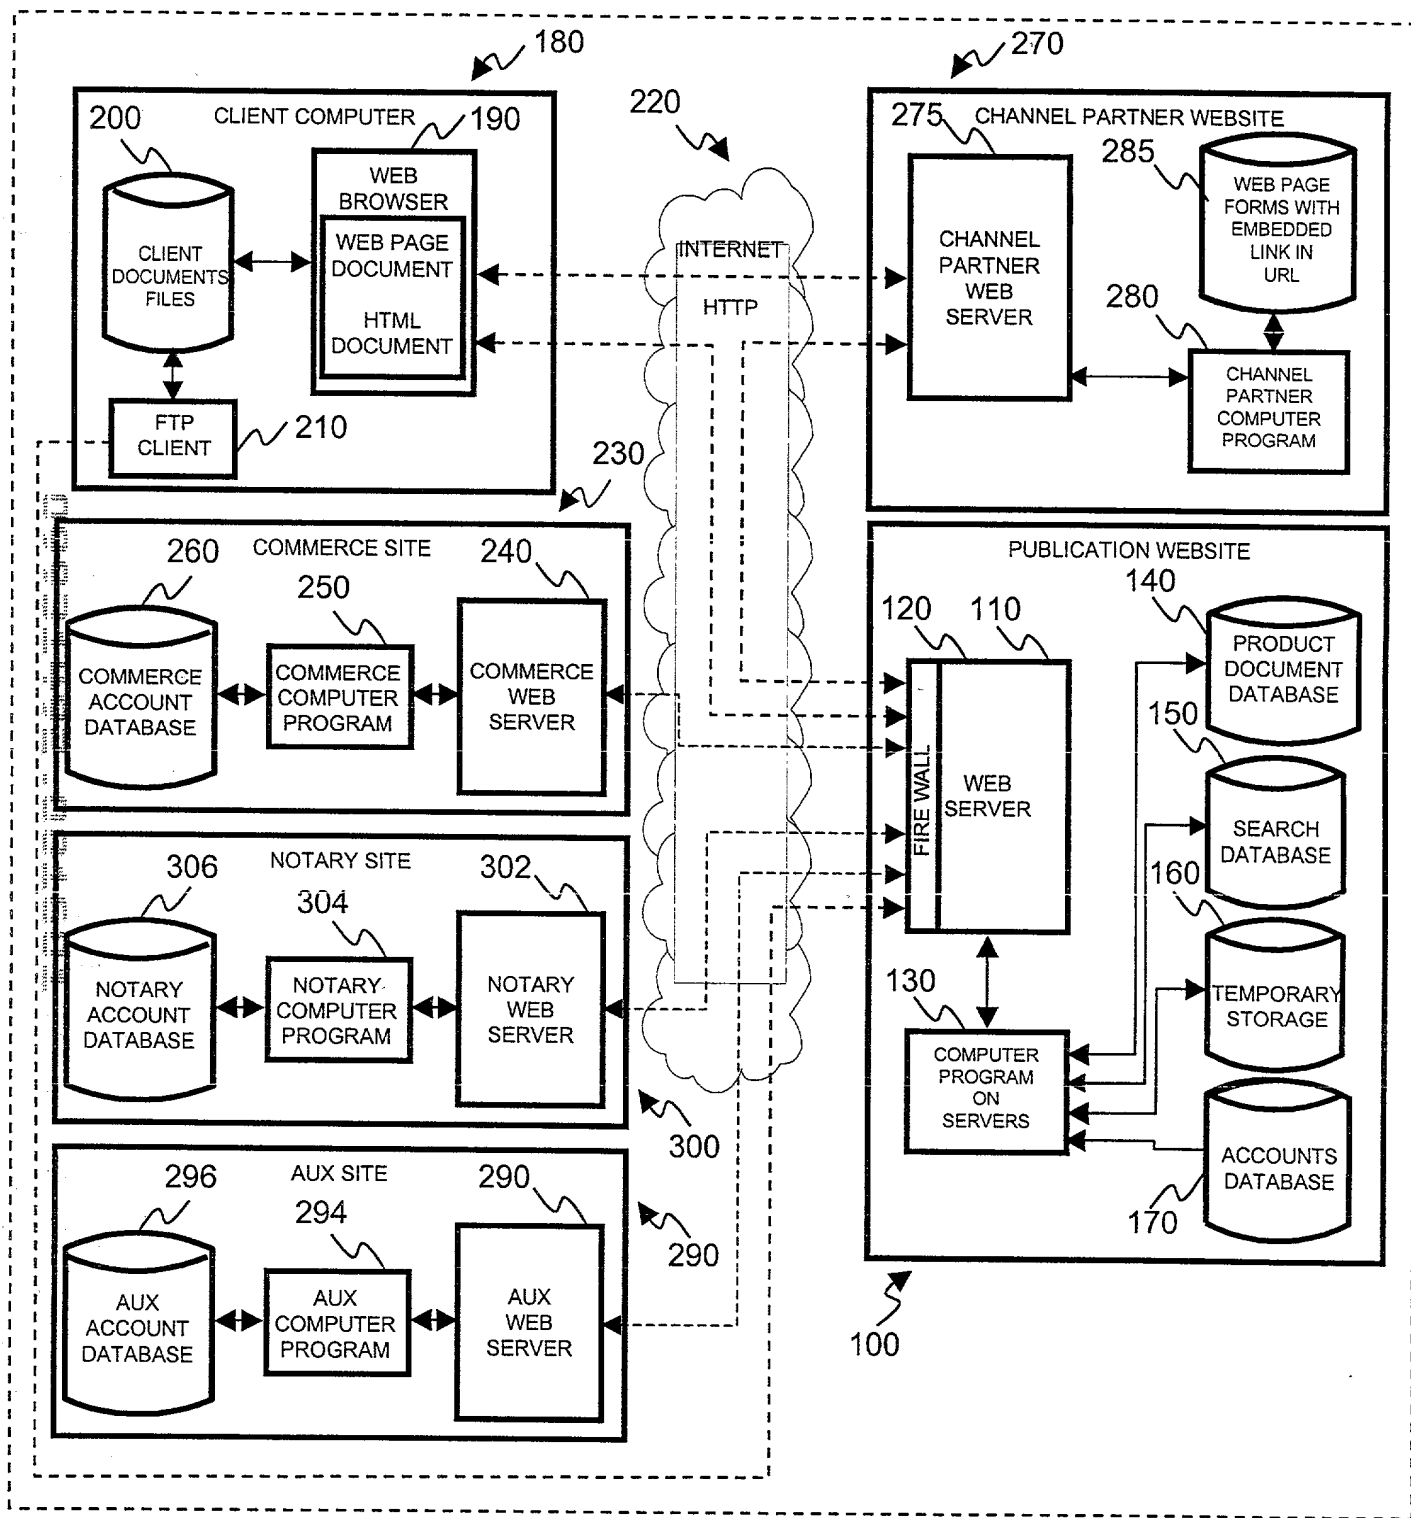 180
CLIENT COMPUTER
200
190
WEB
BROWSER
WEB PAGE
DOCUMENT
HTML
DOCUMENT
CLIENT
DOCUMENTS
FILES
FTP
CLIENT
210
220
INTERNET
HTTP
270
CHANNEL PARTNER WEBSITE
275
285
CHANNEL
PARTNER
WEB
SERVER
WEB PAGE
FORMS WITH
EMBEDDED
LINK IN
URL
280
CHANNEL
PARTNER
COMPUTER
PROGRAM
230
COMMERCE SITE
260
250
240
COMMERCE
ACCOUNT
DATABASE
COMMERCE
COMPUTER
PROGRAM
COMMERCE
WEB
SERVER
NOTARY SITE
306
304
302
NOTARY
ACCOUNT
DATABASE
NOTARY
COMPUTER
PROGRAM
NOTARY
WEB
SERVER
300
AUX SITE
296
294
290
AUX
ACCOUNT
DATABASE
AUX
COMPUTER
PROGRAM
AUX
WEB
SERVER
290
PUBLICATION WEBSITE
120
110
140
FIRE WALL
WEB
SERVER
PRODUCT
DOCUMENT
DATABASE
150
SEARCH
DATABASE
160
TEMPORARY
STORAGE
130
COMPUTER
PROGRAM
ON
SERVERS
ACCOUNTS
DATABASE
170
100